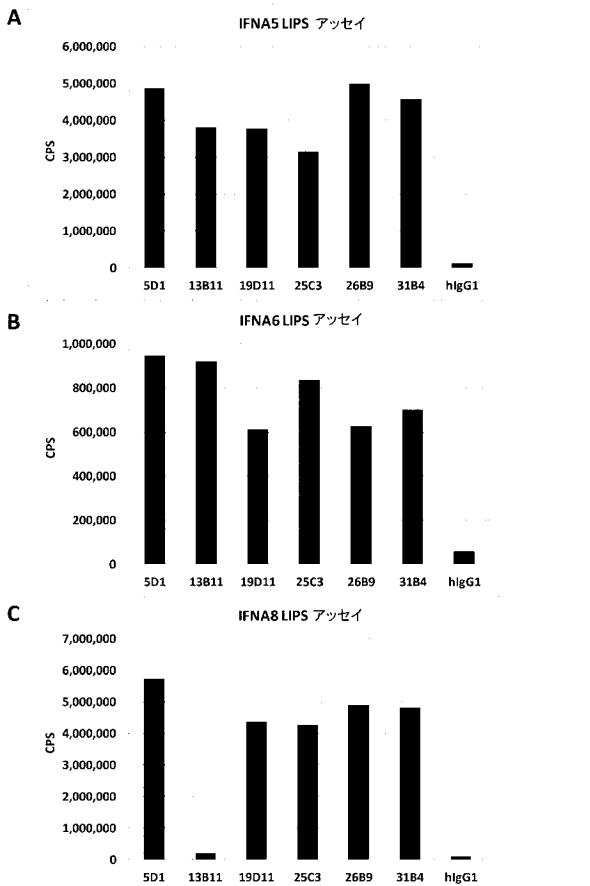 A
IFNA5 LIPS アッセイ
6,000,000
5,000,000
4,000,000
3,000,000
2,000,000
1,000,000
0
CPS
5D1 13B11 19D11 25C3 26B9 31B4 hIgG1
B
IFNA6 LIPS アッセイ
1,000,000
800,000
600,000
400,000
200,000
0
CPS
5D1 13B11 19D11 25C3 26B9 31B4 hIgG1
C
IFNA8 LIPS アッセイ
7,000,000
6,000,000
5,000,000
4,000,000
3,000,000
2,000,000
1,000,000
0
CPS
5D1 13B11 19D11 25C3 26B9 31B4 hIgG1